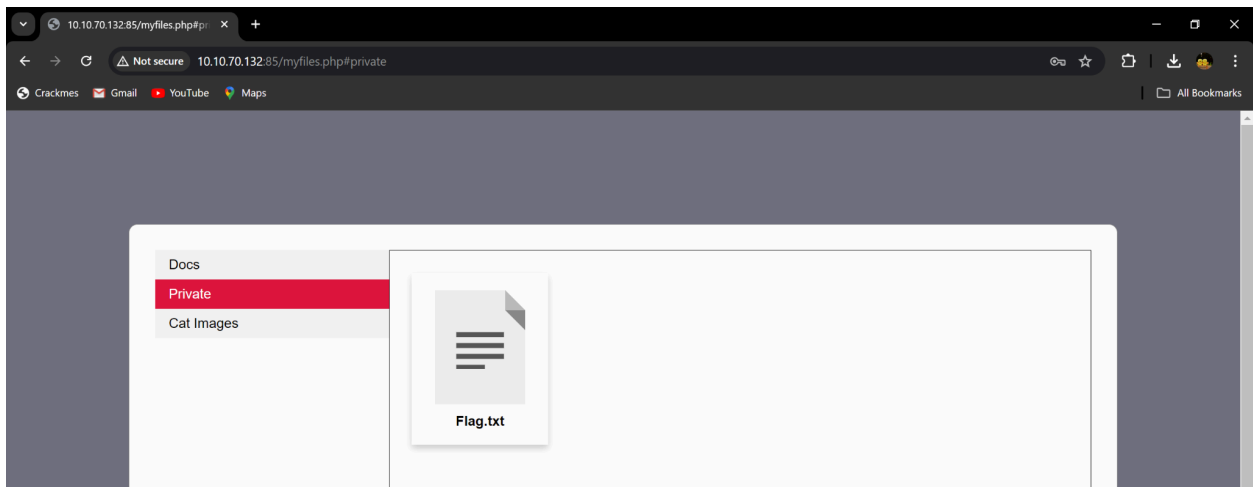 10.10.70.132:85/myfiles.php#pr
Not secure 10.10.70.132:85/myfiles.php#private
Crackmes Gmail YouTube Maps All Bookmarks
Docs
Private
Cat Images
Flag.txt